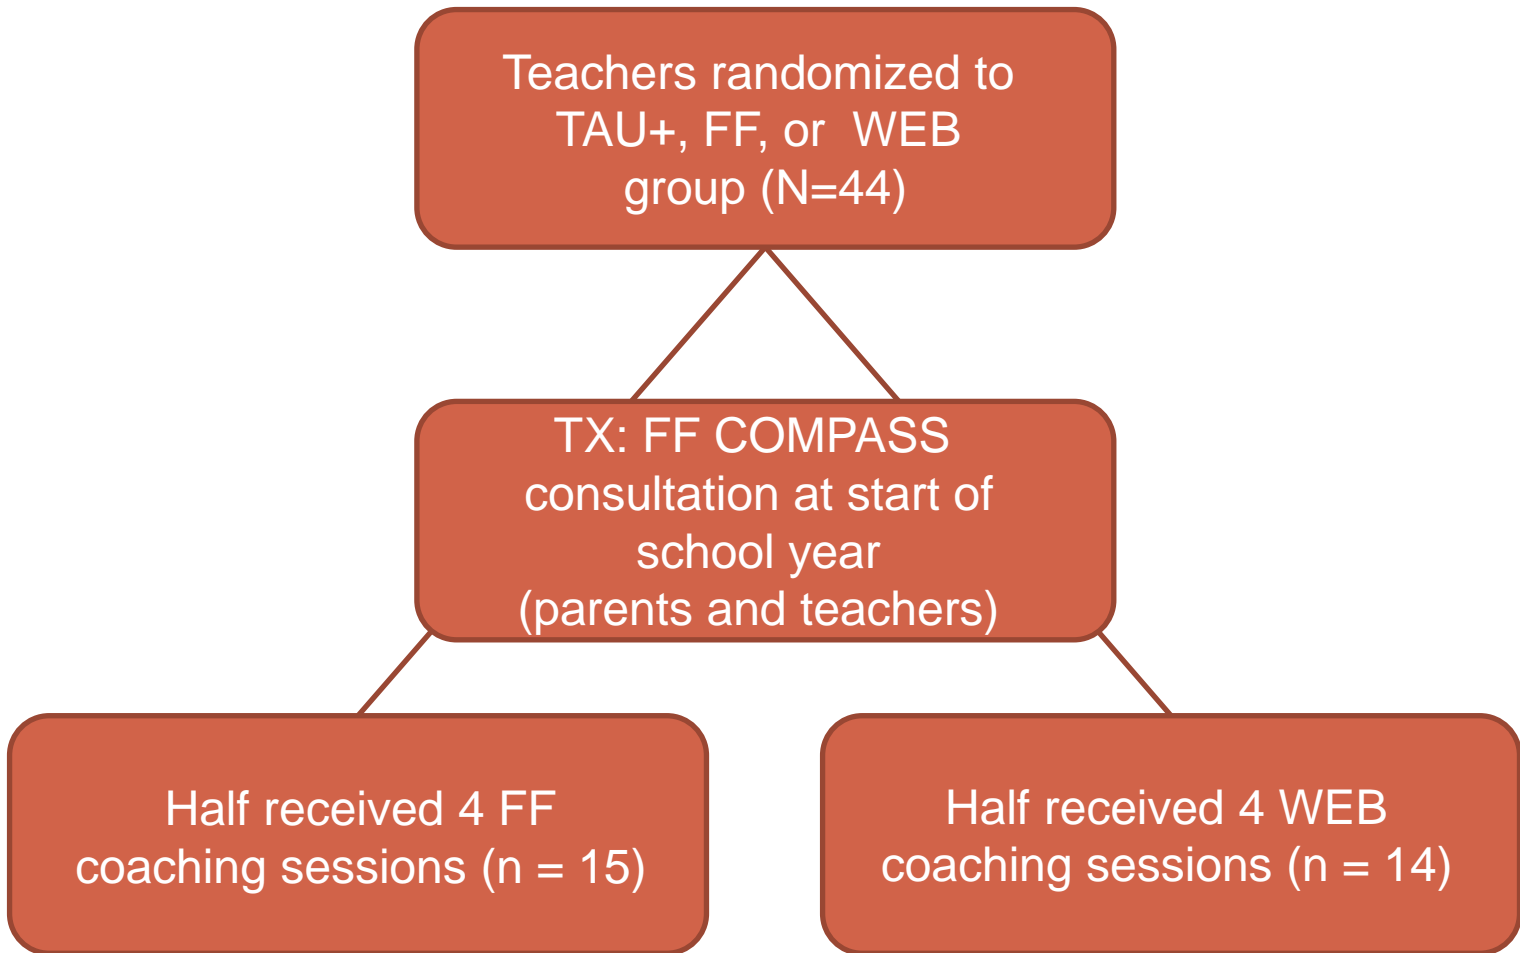 Teachers randomized to
TAU+, FF, or WEB
group (N=44)
TX: FF COMPASS
consultation at start of
school year
(parents and teachers)
Half received 4 FF
coaching sessions (n = 15)
Half received 4 WEB
coaching sessions (n = 14)